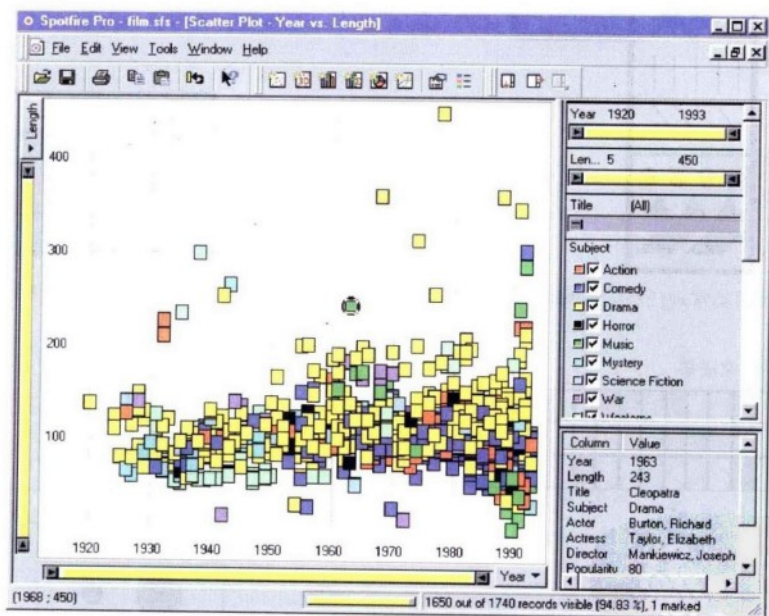 Spotfire Pro - film.sfs - [Scatter Plot - Year vs. Length]
File Edit View Tools Window Help
Length
400
300
200
100
1920 1930 1940 1950 1960 1970 1980 1990
Year
Year 1920 1993
Len... 5 450
Title (All)
Subject
Action
Comedy
Drama
Horror
Music
Mystery
Science Fiction
War
Column Value
Year 1963
Length 243
Title Cleopatra
Subject Drama
Actor Burton, Richard
Actress Taylor, Elizabeth
Director Mankiewicz, Joseph
Popularity 80
(1968 ; 450)
1650 out of 1740 records visible (94.83 %), 1 marked